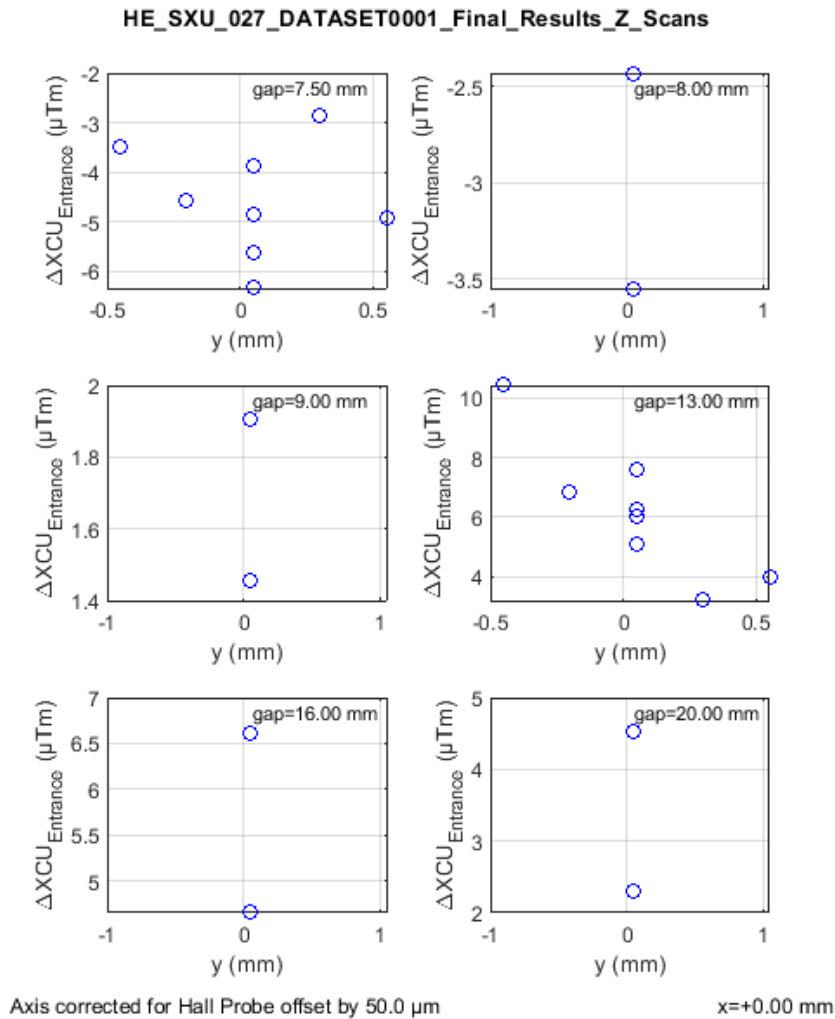 HE_SXU_027_DATASET0001_Final_Results_Z_Scans
gap=7.50 mm
ΔXCU_Entrance (µTm)
-2
-3
-4
-5
-6
-0.5 0 0.5
y (mm)
gap=8.00 mm
ΔXCU_Entrance (µTm)
-2.5
-3
-3.5
-1 0 1
y (mm)
gap=9.00 mm
ΔXCU_Entrance (µTm)
2
1.8
1.6
1.4
-1 0 1
y (mm)
gap=13.00 mm
ΔXCU_Entrance (µTm)
10
8
6
4
-0.5 0 0.5
y (mm)
gap=16.00 mm
ΔXCU_Entrance (µTm)
7
6.5
6
5.5
5
-1 0 1
y (mm)
gap=20.00 mm
ΔXCU_Entrance (µTm)
5
4
3
2
-1 0 1
y (mm)
Axis corrected for Hall Probe offset by 50.0 µm
x=+0.00 mm